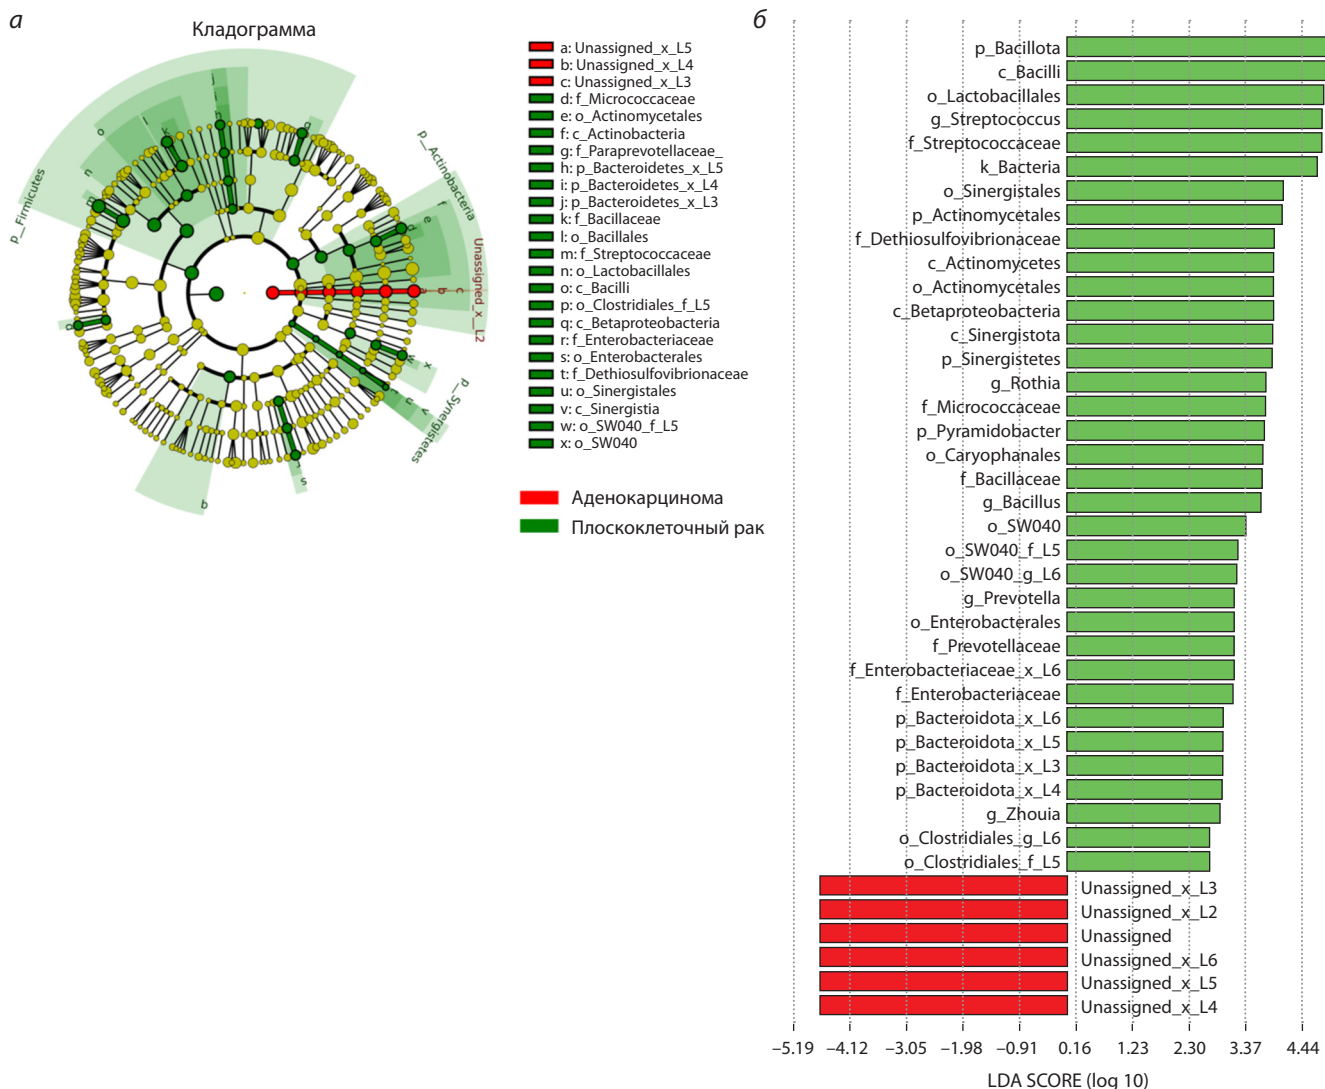 а
Кладограмма
p__Firmicutes
p__Actinobacteria
Unassigned_x__L2
p__Synergistetes
a
b
c
d
e
f
l
o
n
m
k
j
i
q
q
w
x
u
v
s
a: Unassigned_x_L5
b: Unassigned_x_L4
c: Unassigned_x_L3
d: f_Micrococcaceae
e: o_Actinomycetales
f: c_Actinobacteria
g: f_Paraprevotellaceae_
h: p_Bacteroidetes_x_L5
i: p_Bacteroidetes_x_L4
j: p_Bacteroidetes_x_L3
k: f_Bacillaceae
l: o_Bacillales
m: f_Streptococcaceae
n: o_Lactobacillales
o: c_Bacilli
p: o_Clostridiales_f_L5
q: c_Betaproteobacteria
r: f_Enterobacteriaceae
s: o_Enterobacterales
t: f_Dethiosulfovibrionaceae
u: o_Sinergistales
v: c_Sinergistia
w: o_SW040_f_L5
x: o_SW040
Аденокарцинома
Плоскоклеточный рак
б
p_Bacillota
c_Bacilli
o_Lactobacillales
g_Streptococcus
f_Streptococcaceae
k_Bacteria
o_Sinergistales
p_Actinomycetales
f_Dethiosulfovibrionaceae
c_Actinomycetes
o_Actinomycetales
c_Betaproteobacteria
c_Sinergistota
p_Sinergistetes
g_Rothia
f_Micrococcaceae
p_Pyramidobacter
o_Caryophanales
f_Bacillaceae
g_Bacillus
o_SW040
o_SW040_f_L5
o_SW040_g_L6
g_Prevotella
o_Enterobacterales
f_Prevotellaceae
f_Enterobacteriaceae_x_L6
f_Enterobacteriaceae
p_Bacteroidota_x_L6
p_Bacteroidota_x_L5
p_Bacteroidota_x_L3
p_Bacteroidota_x_L4
g_Zhouia
o_Clostridiales_g_L6
o_Clostridiales_f_L5
Unassigned_x_L3
Unassigned_x_L2
Unassigned
Unassigned_x_L6
Unassigned_x_L5
Unassigned_x_L4
−5.19 −4.12 −3.05 −1.98 −0.91 0.16 1.23 2.30 3.37 4.44
LDA SCORE (log 10)